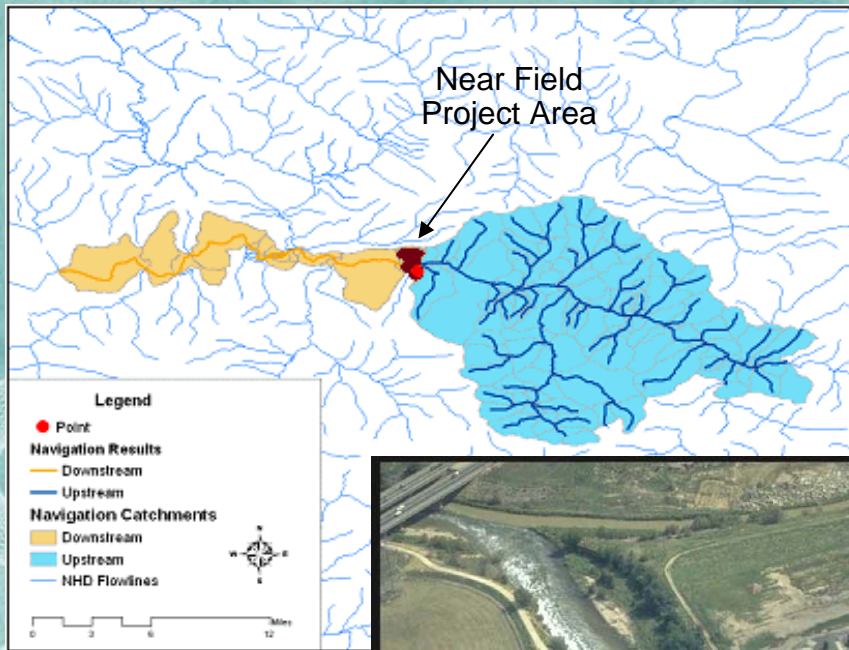 Near Field
Project Area
Legend
Point
Navigation Results
Downstream
Upstream
Navigation Catchments
Downstream
Upstream
NHD Flowlines
N
W E
S
Miles
0 3 6 12